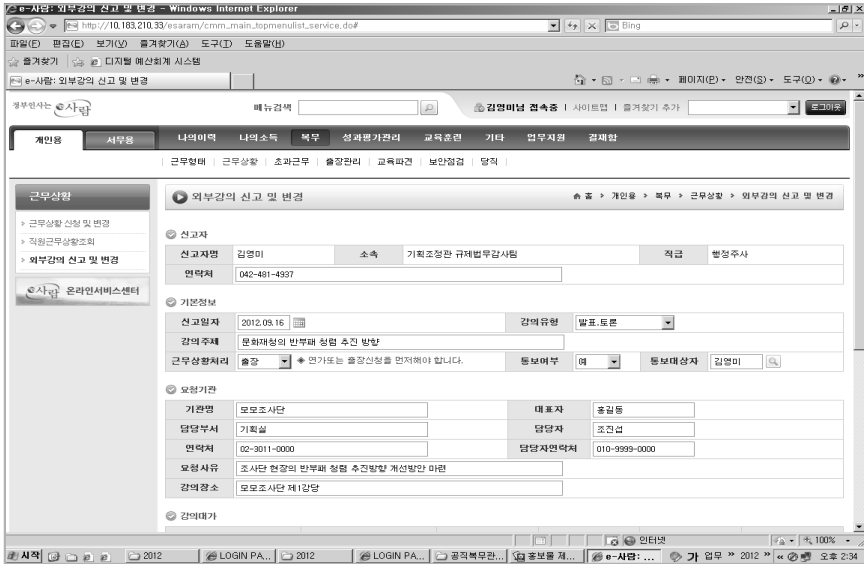 e-사람: 외부강의 신고 및 변경 - Windows Internet Explorer
http://10.183.210.33/esaram/cmm_main_topmenulist_service.do#
Bing
파일(F) 편집(E) 보기(V) 즐겨찾기(A) 도구(T) 도움말(H)
즐겨찾기 디지털 예산회계 시스템
e-사람: 외부강의 신고 및 변경
페이지(P) 안전(S) 도구(O)
정부인사는 e사람 메뉴검색 김영미님 접속중 | 사이트맵 | 즐겨찾기 추가 로그아웃
개인용 서무용 나의이력 나의소득 복무 성과평가관리 교육훈련 기타 업무지원 결재함
근무형태 | 근무상황 | 초과근무 | 출장관리 | 교육파견 | 보안점검 | 당직
근무상황
> 근무상황 신청 및 변경
> 직원근무상황조회
> 외부강의 신고 및 변경
e사람 온라인서비스센터
외부강의 신고 및 변경
홈 > 개인용 > 복무 > 근무상황 > 외부강의 신고 및 변경
신고자
신고자명 김영미 소속 기획조정관 규제법무감사팀 직급 행정주사
연락처 042-481-4937
기본정보
신고일자 2012.09.16 강의유형 발표.토론
강의주제 문화재청의 반부패 청렴 추진 방향
근무상황처리 출장 ◈ 연가또는 출장신청을 먼저해야 합니다. 통보여부 예 통보대상자 김영미
요청기관
기관명 모모조사단 대표자 홍길동
담당부서 기획실 담당자 조진섭
연락처 02-3011-0000 담당자연락처 010-9999-0000
요청사유 조사단 현장의 반부패 청렴 추진방향 개선방안 마련
강의장소 모모조사단 제1강당
강의대가
인터넷 100%
시작 2012 LOGIN PA... 2012 LOGIN PA... 공직복무관... 홍보물 제... e-사람: ... 가 업무 » 2012 » « 오후 2:34